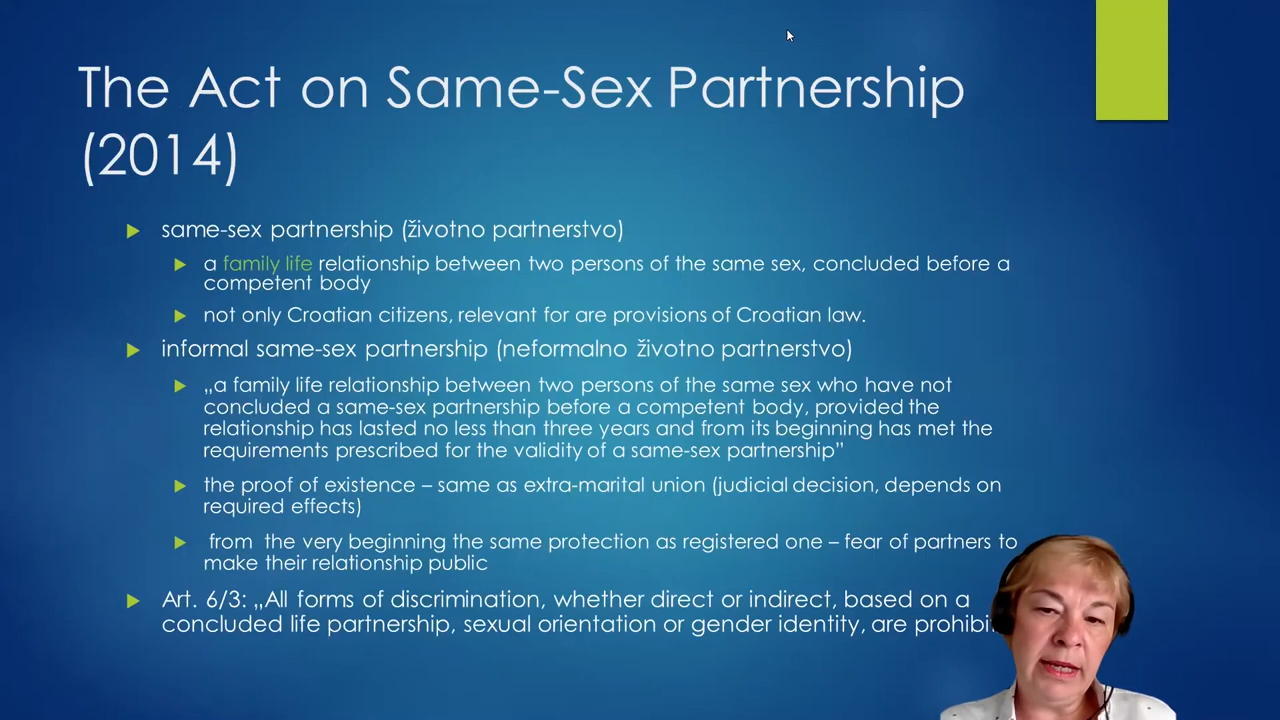 The Act on Same-Sex Partnership
(2014)
same-sex partnership (životno partnerstvo)
a family life relationship between two persons of the same sex, concluded before a
competent body
not only Croatian citizens, relevant for are provisions of Croatian law.
informal same-sex partnership (neformalno životno partnerstvo)
„a family life relationship between two persons of the same sex who have not
concluded a same-sex partnership before a competent body, provided the
relationship has lasted no less than three years and from its beginning has met the
requirements prescribed for the validity of a same-sex partnership”
the proof of existence – same as extra-marital union (judicial decision, depends on
required effects)
from the very beginning the same protection as registered one – fear of partners to
make their relationship public
Art. 6/3: „All forms of discrimination, whether direct or indirect, based on a
concluded life partnership, sexual orientation or gender identity, are